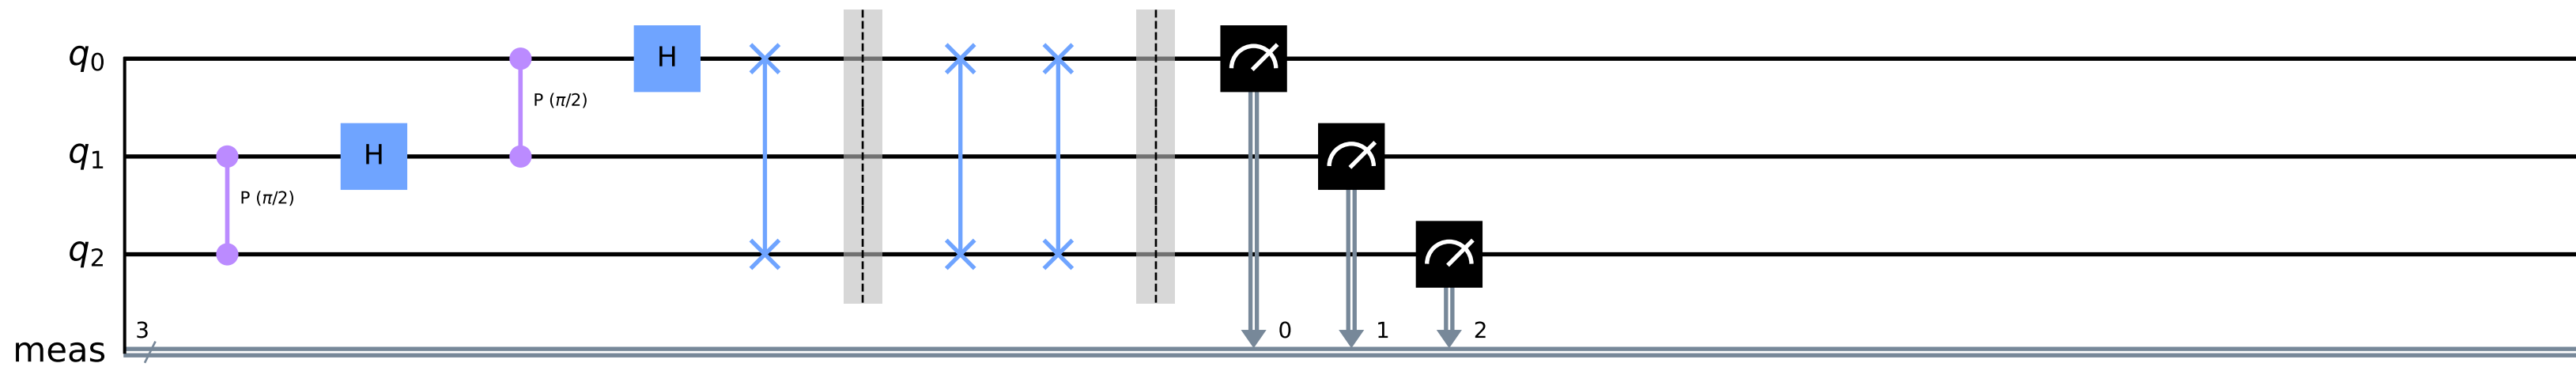 q0 H
P (π/2)
q1 H
P (π/2)
q2
3 0 1 2
meas